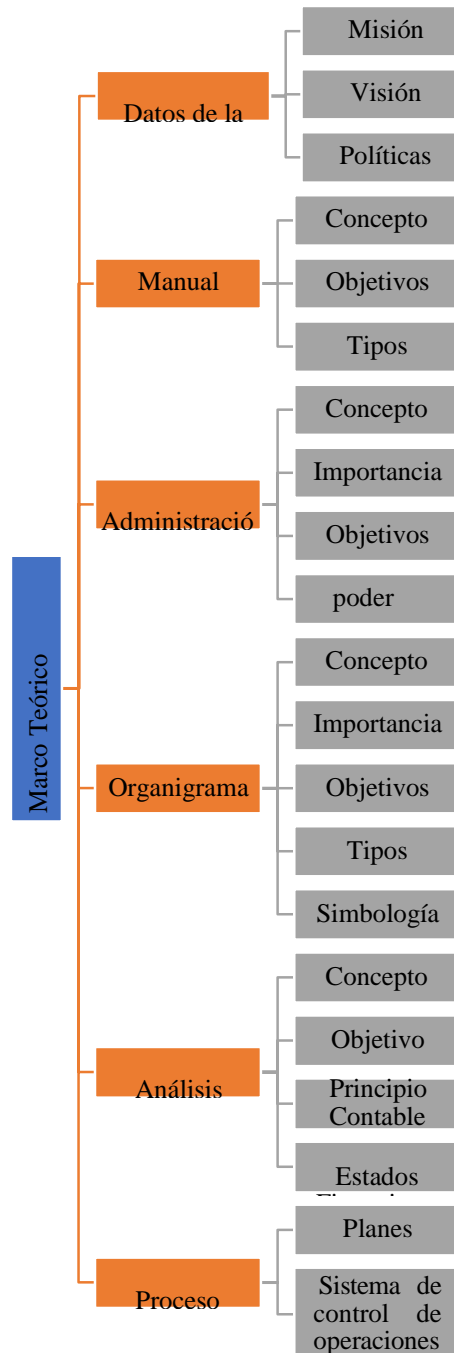 Marco Teórico
Datos de la
Misión
Visión
Políticas
Manual
Concepto
Objetivos
Tipos
Administració
Concepto
Importancia
Objetivos
poder
Organigrama
Concepto
Importancia
Objetivos
Tipos
Simbología
Análisis
Concepto
Objetivo
Principio
Contable
Estados
Proceso
Planes
Sistema de
control de
operaciones